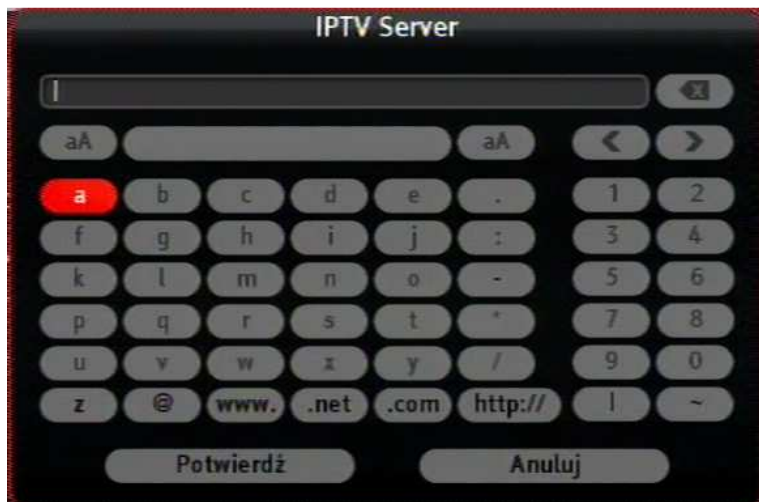 IPTV Server
aA aA < >
a b c d e . 1 2
f g h i j : 3 4
k l m n o - 5 6
p q r s t * 7 8
u v w x y / 9 0
z @ www. .net .com http:// | ~
Potwierdź Anuluj